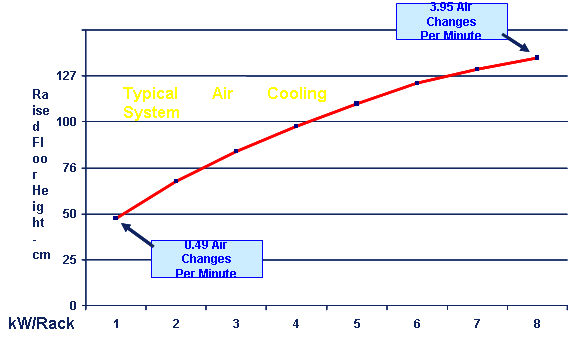 3.95 Air
Changes
Per Minute
127
Typical Air Cooling
System
100
76
50
25
0
Ra
ise
d
Fl
oo
r
He
ig
ht
-
cm
0.49 Air
Changes
Per Minute
kW/Rack 1 2 3 4 5 6 7 8